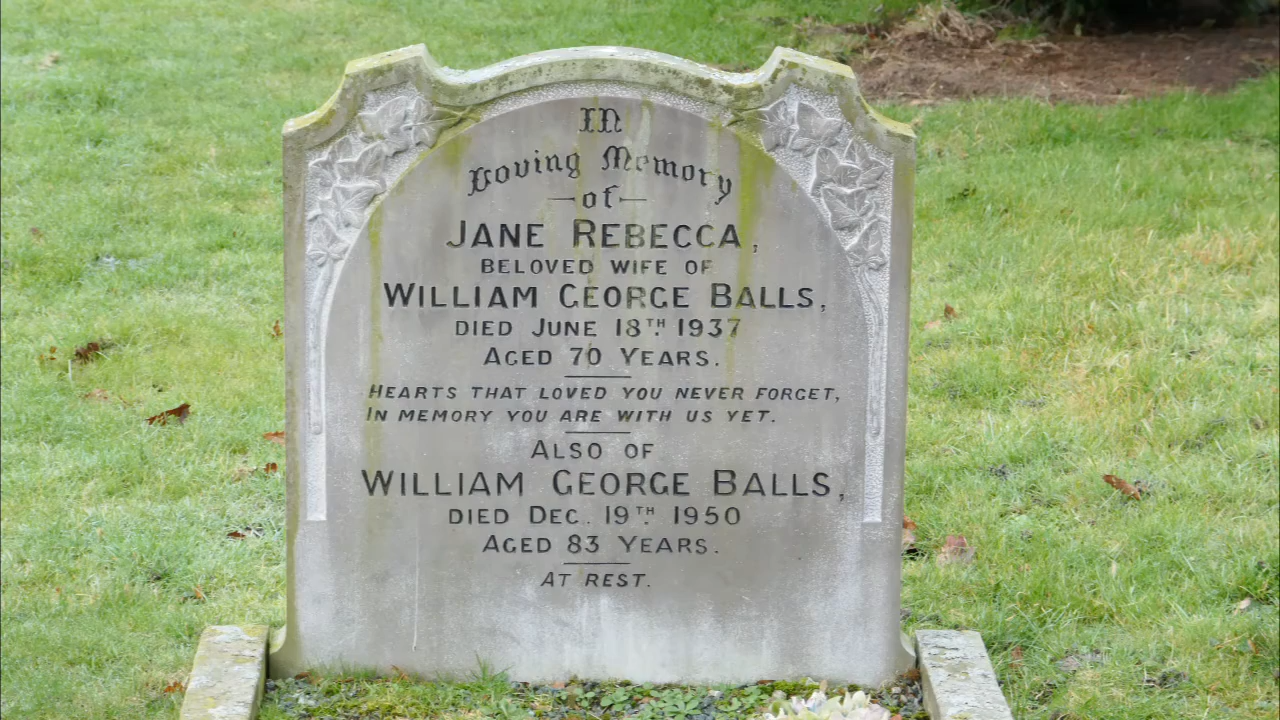 In
Loving Memory
of
JANE REBECCA,
BELOVED WIFE OF
WILLIAM GEORGE BALLS,
DIED JUNE 18TH. 1937
AGED 70 YEARS.
HEARTS THAT LOVED YOU NEVER FORGET,
IN MEMORY YOU ARE WITH US YET.
ALSO OF
WILLIAM GEORGE BALLS,
DIED DEC. 19TH. 1950
AGED 83 YEARS.
AT REST.